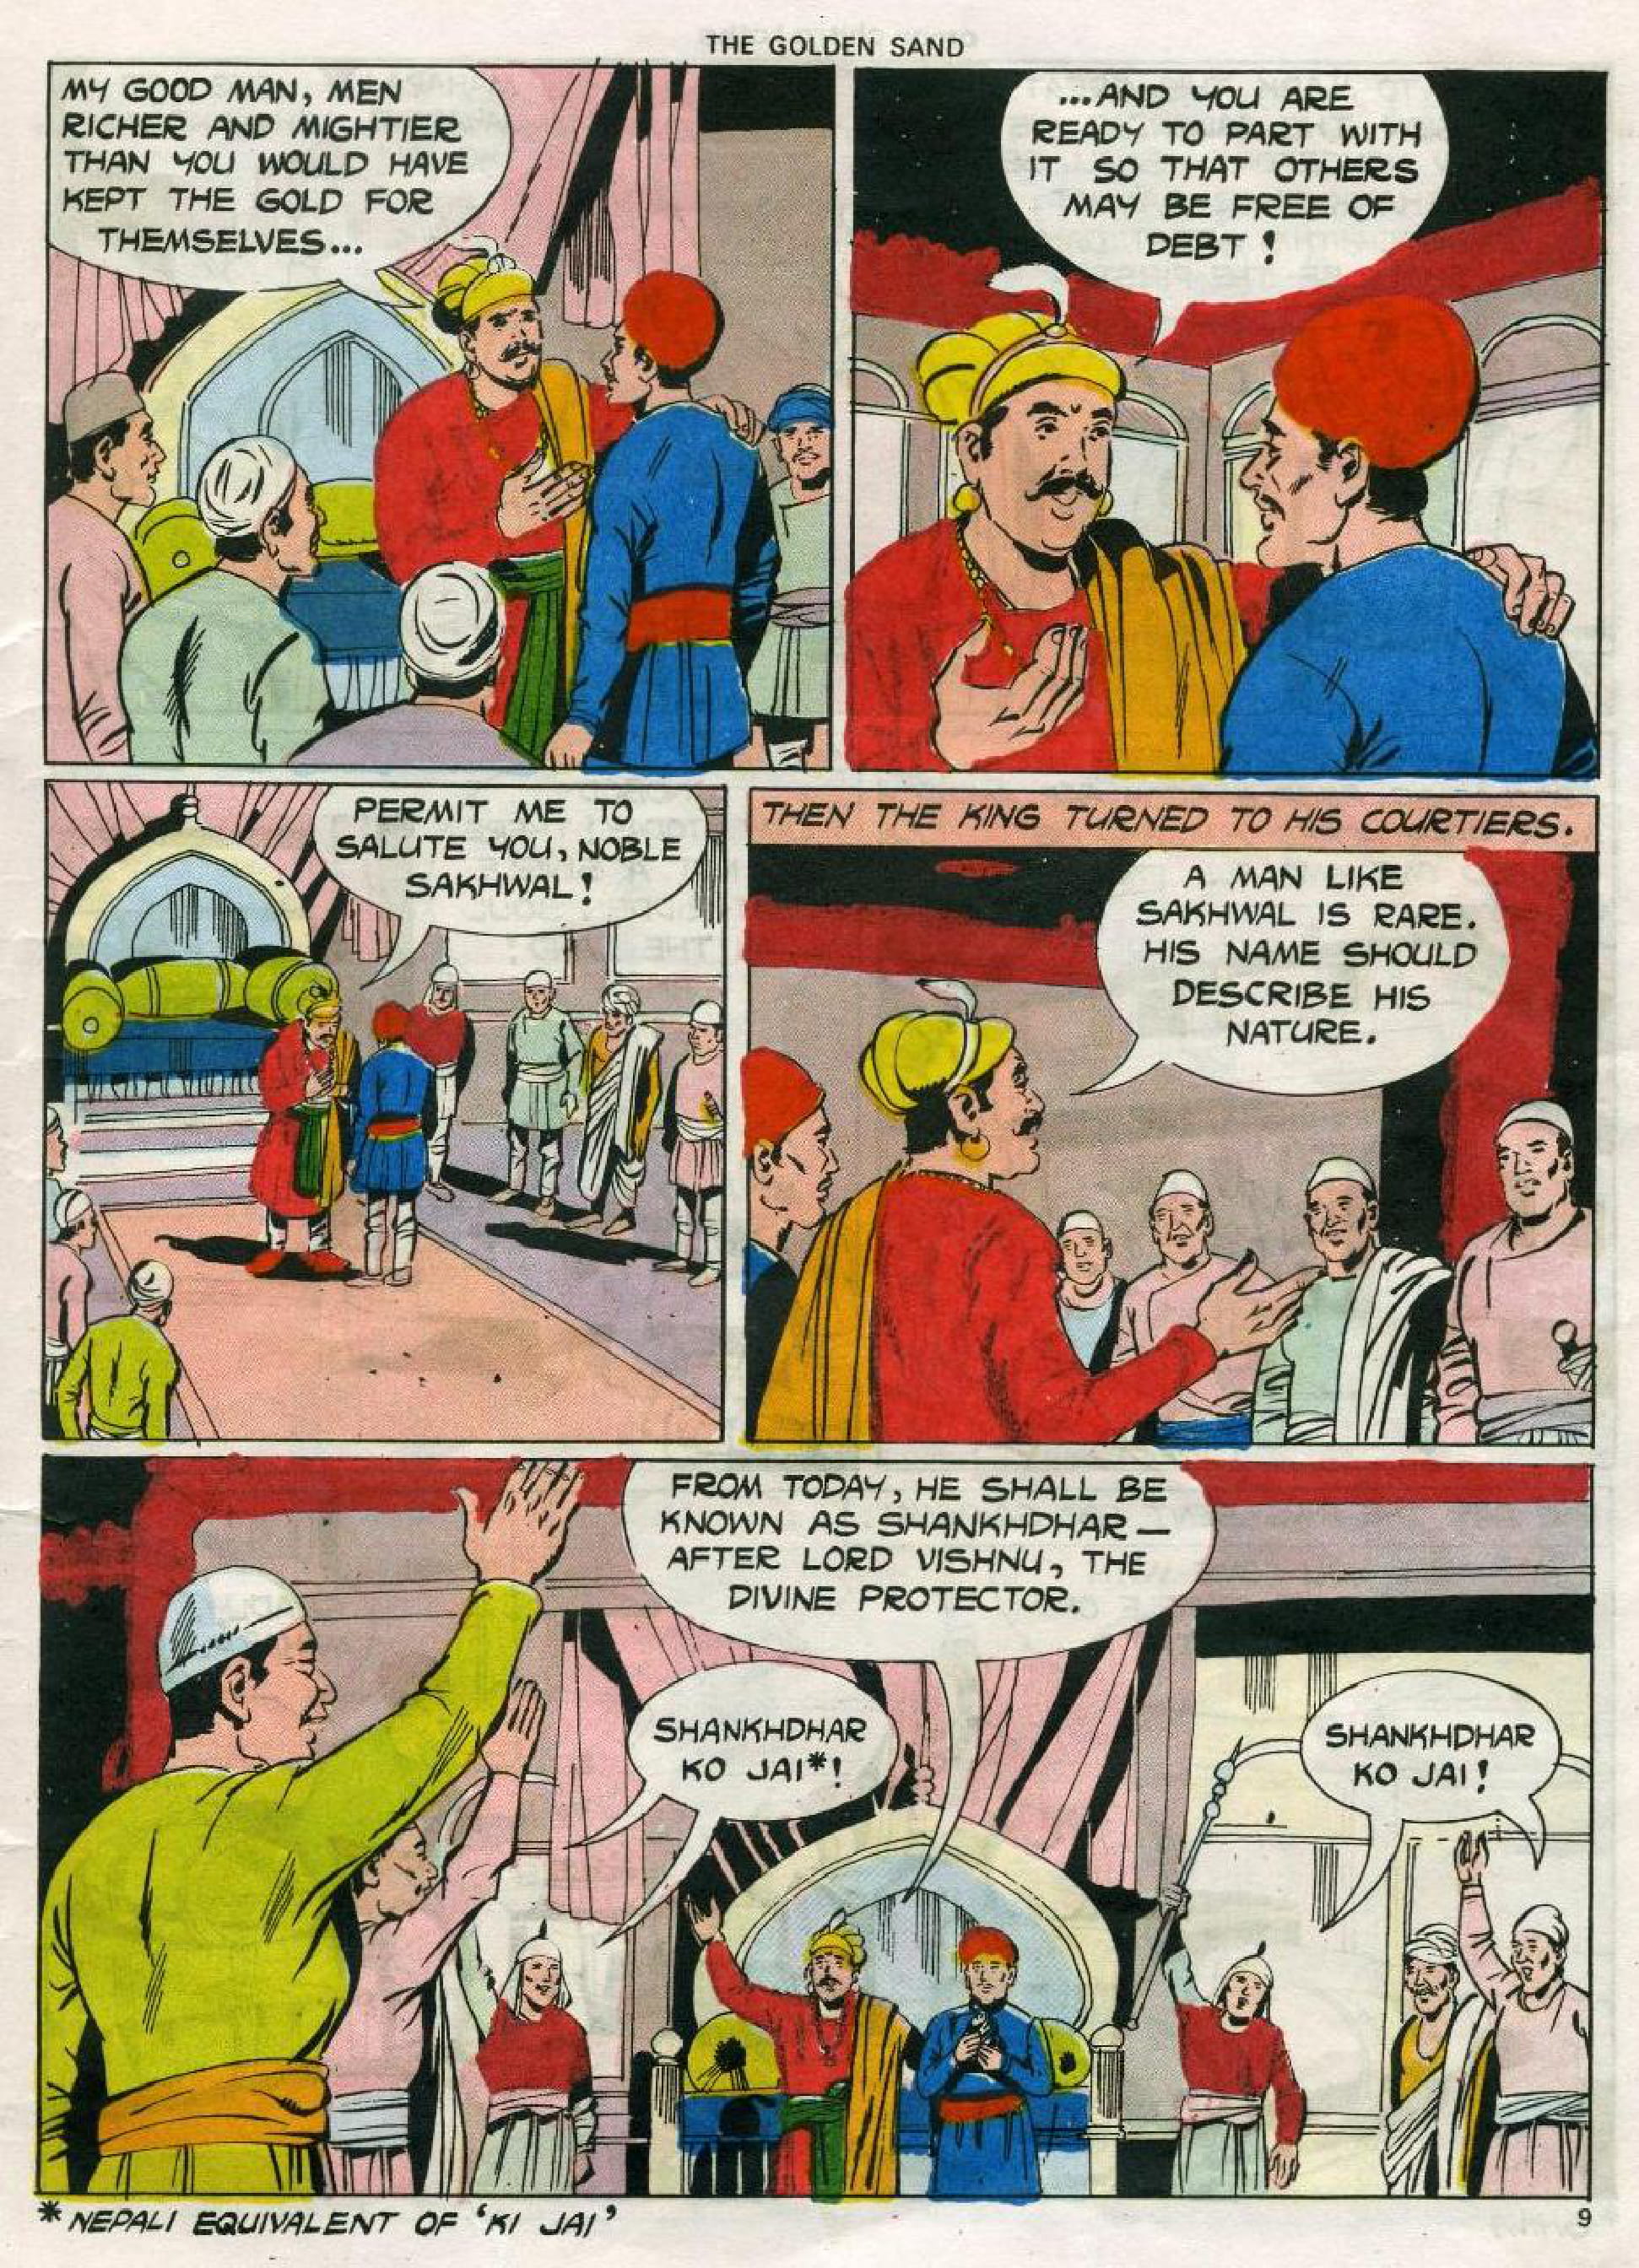 THE GOLDEN SAND
MY GOOD MAN, MEN
RICHER AND MIGHTIER
THAN YOU WOULD HAVE
KEPT THE GOLD FOR
THEMSELVES...
...AND YOU ARE
READY TO PART WITH
IT SO THAT OTHERS
MAY BE FREE OF
DEBT!
PERMIT ME TO
SALUTE YOU, NOBLE
SAKHWAL!
THEN THE KING TURNED TO HIS COURTIERS.
A MAN LIKE
SAKHWAL IS RARE.
HIS NAME SHOULD
DESCRIBE HIS
NATURE.
FROM TODAY, HE SHALL BE
KNOWN AS SHANKHDHAR—
AFTER LORD VISHNU, THE
DIVINE PROTECTOR.
SHANKHDHAR
KO JAI*!
SHANKHDHAR
KO JAI!
* NEPALI EQUIVALENT OF 'KI JAI'
9